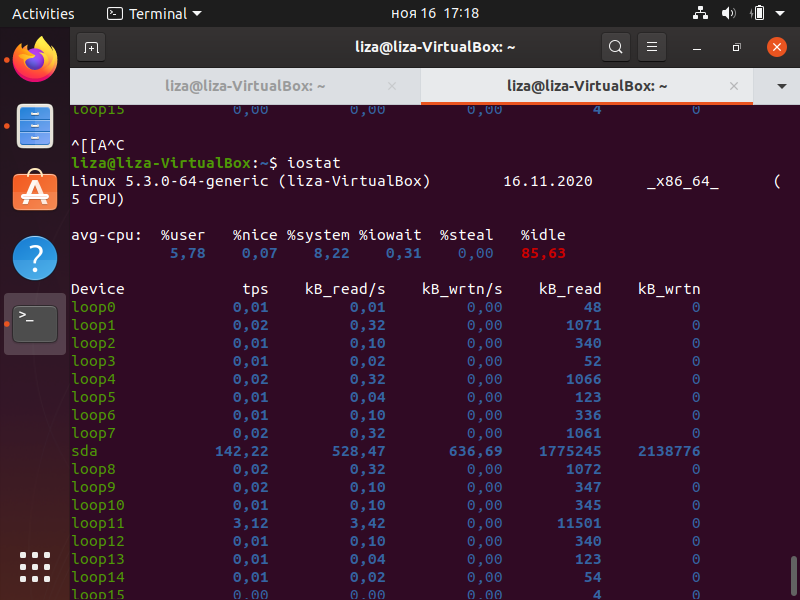 Activities Terminal ноя 16 17:18
liza@liza-VirtualBox: ~
liza@liza-VirtualBox: ~ liza@liza-VirtualBox: ~
loop15 0,00 0,00 0,00 4 0
^[[A^C
liza@liza-VirtualBox:~$ iostat
Linux 5.3.0-64-generic (liza-VirtualBox) 16.11.2020 _x86_64_ (
5 CPU)
avg-cpu: %user %nice %system %iowait %steal %idle
5,78 0,07 8,22 0,31 0,00 85,63
Device tps kB_read/s kB_wrtn/s kB_read kB_wrtn
loop0 0,01 0,01 0,00 48 0
loop1 0,02 0,32 0,00 1071 0
loop2 0,01 0,10 0,00 340 0
loop3 0,01 0,02 0,00 52 0
loop4 0,02 0,32 0,00 1066 0
loop5 0,01 0,04 0,00 123 0
loop6 0,01 0,10 0,00 336 0
loop7 0,02 0,32 0,00 1061 0
sda 142,22 528,47 636,69 1775245 2138776
loop8 0,02 0,32 0,00 1072 0
loop9 0,02 0,10 0,00 347 0
loop10 0,01 0,10 0,00 345 0
loop11 3,12 3,42 0,00 11501 0
loop12 0,01 0,10 0,00 340 0
loop13 0,01 0,04 0,00 123 0
loop14 0,01 0,02 0,00 54 0
loop15 0,00 0,00 0,00 4 0